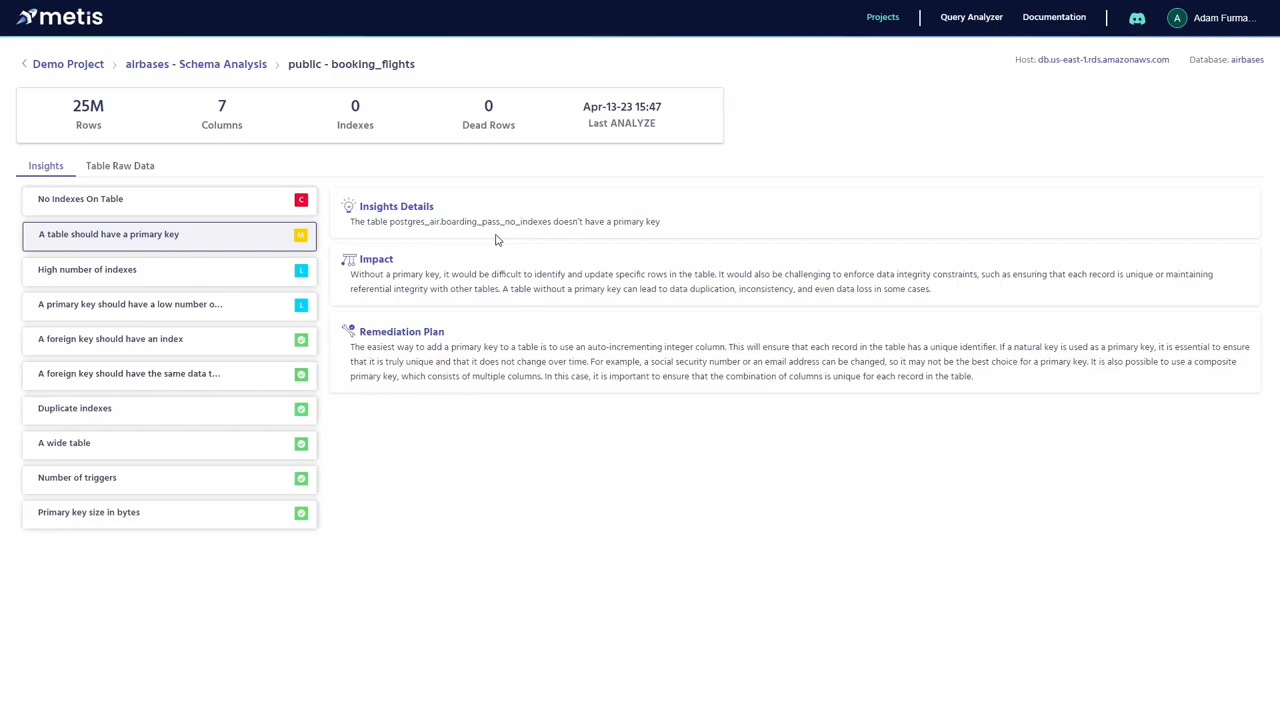 metis
Projects
Query Analyzer
Documentation
A
Adam Furma...
Demo Project
airbases - Schema Analysis
public - booking_flights
Host: db.us-east-1.rds.amazonaws.com
Database: airbases
25M
Rows
7
Columns
0
Indexes
0
Dead Rows
Apr-13-23 15:47
Last ANALYZE
Insights
Table Raw Data
No Indexes On Table
C
A table should have a primary key
M
High number of indexes
L
A primary key should have a low number o...
L
A foreign key should have an index
A foreign key should have the same data t...
Duplicate indexes
A wide table
Number of triggers
Primary key size in bytes
Insights Details
The table postgres_air.boarding_pass_no_indexes doesn't have a primary key
Impact
Without a primary key, it would be difficult to identify and update specific rows in the table. It would also be challenging to enforce data integrity constraints, such as ensuring that each record is unique or maintaining
referential integrity with other tables. A table without a primary key can lead to data duplication, inconsistency, and even data loss in some cases.
Remediation Plan
The easiest way to add a primary key to a table is to use an auto-incrementing integer column. This will ensure that each record in the table has a unique identifier. If a natural key is used as a primary key, it is essential to ensure
that it is truly unique and that it does not change over time. For example, a social security number or an email address can be changed, so it may not be the best choice for a primary key. It is also possible to use a composite
primary key, which consists of multiple columns. In this case, it is important to ensure that the combination of columns is unique for each record in the table.